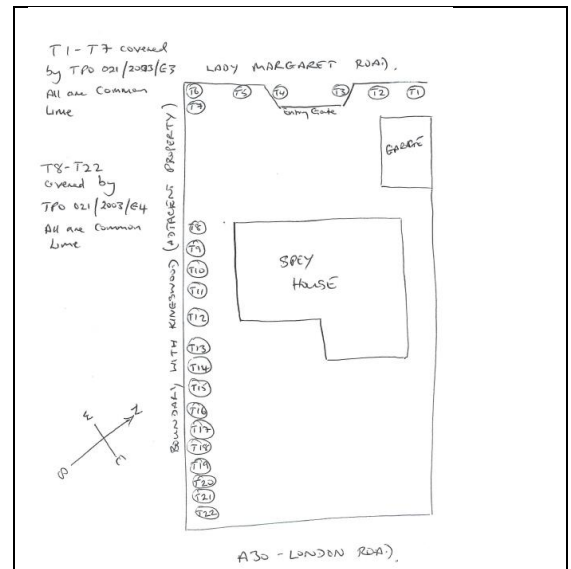 T1-T7 covered
by TPO 021/2003/E3
All are Common
Lime
LADY MARGARET ROAD.
T6
T5
T4
T3
T2
T1
T7
Entry Gate
GARAGE
T8-T22
covered by
TPO 021/2003/E4
All are Common
Lime
BOUNDARY WITH KINGSWOOD (ADJACENT PROPERTY)
T8
T9
T10
T11
T12
T13
T14
T15
T16
T17
T18
T19
T20
T21
T22
SPEY
HOUSE
N
S
A30 - LONDON ROAD.